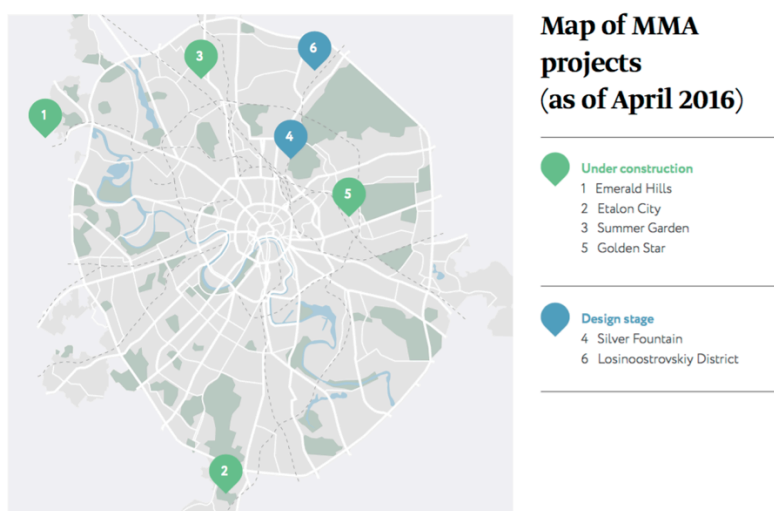 Map of MMA
projects
(as of April 2016)
Under construction
1 Emerald Hills
2 Etalon City
3 Summer Garden
5 Golden Star
Design stage
4 Silver Fountain
6 Losinoostrovskiy District
6
3
1
4
5
2